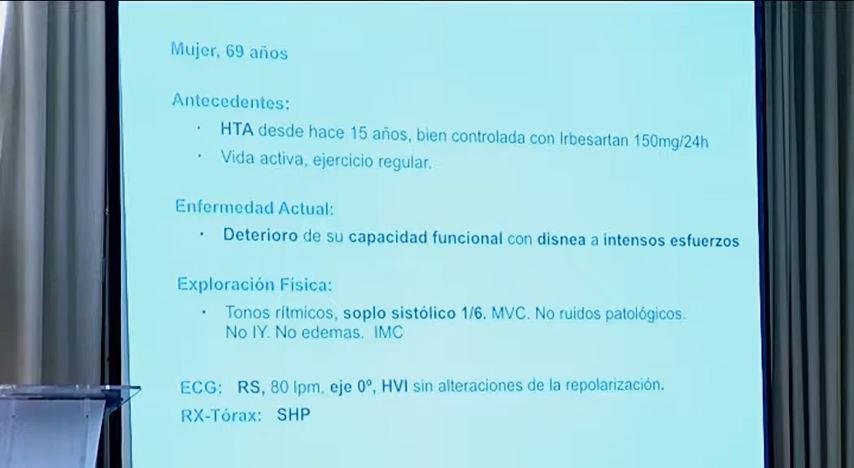 Mujer, 69 años
Antecedentes:
· HTA desde hace 15 años, bien controlada con Irbesartan 150mg/24h
· Vida activa, ejercicio regular.
Enfermedad Actual:
· Deterioro de su capacidad funcional con disnea a intensos esfuerzos
Exploración Física:
· Tonos rítmicos, soplo sistólico 1/6. MVC. No ruidos patológicos.
No IY. No edemas. IMC
ECG: RS, 80 lpm, eje 0º, HVI sin alteraciones de la repolarización.
RX-Tórax: SHP